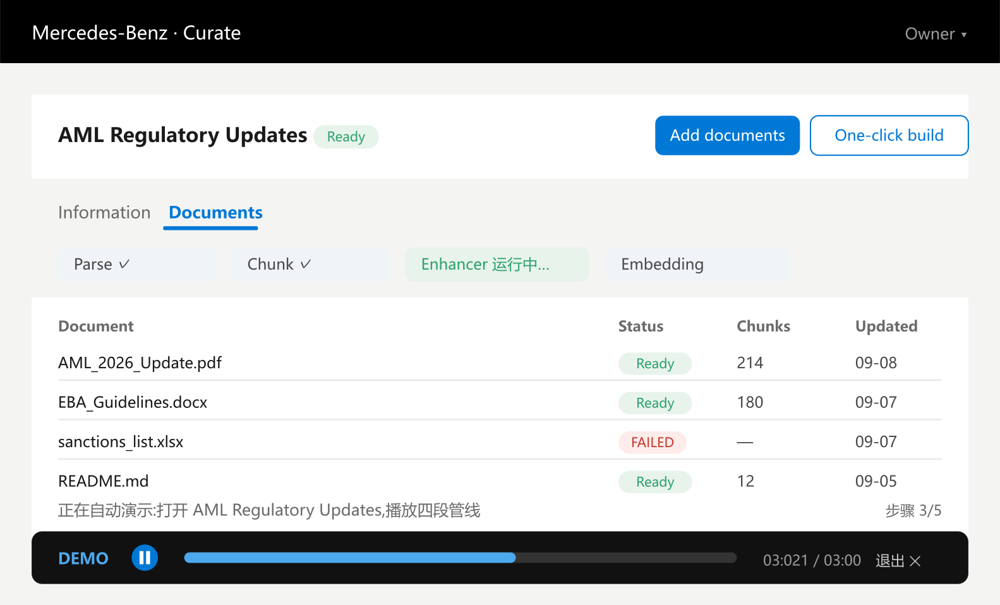 Mercedes-Benz · Curate
Owner ▾
AML Regulatory Updates Ready
Add documents
One-click build
Information Documents
Parse ✓ Chunk ✓ Enhancer 运行中... Embedding
Document Status Chunks Updated
AML_2026_Update.pdf Ready 214 09-08
EBA_Guidelines.docx Ready 180 09-07
sanctions_list.xlsx FAILED — 09-07
README.md Ready 12 09-05
正在自动演示:打开 AML Regulatory Updates,播放四段管线 步骤 3/5
DEMO 03:021 / 03:00 退出 ×